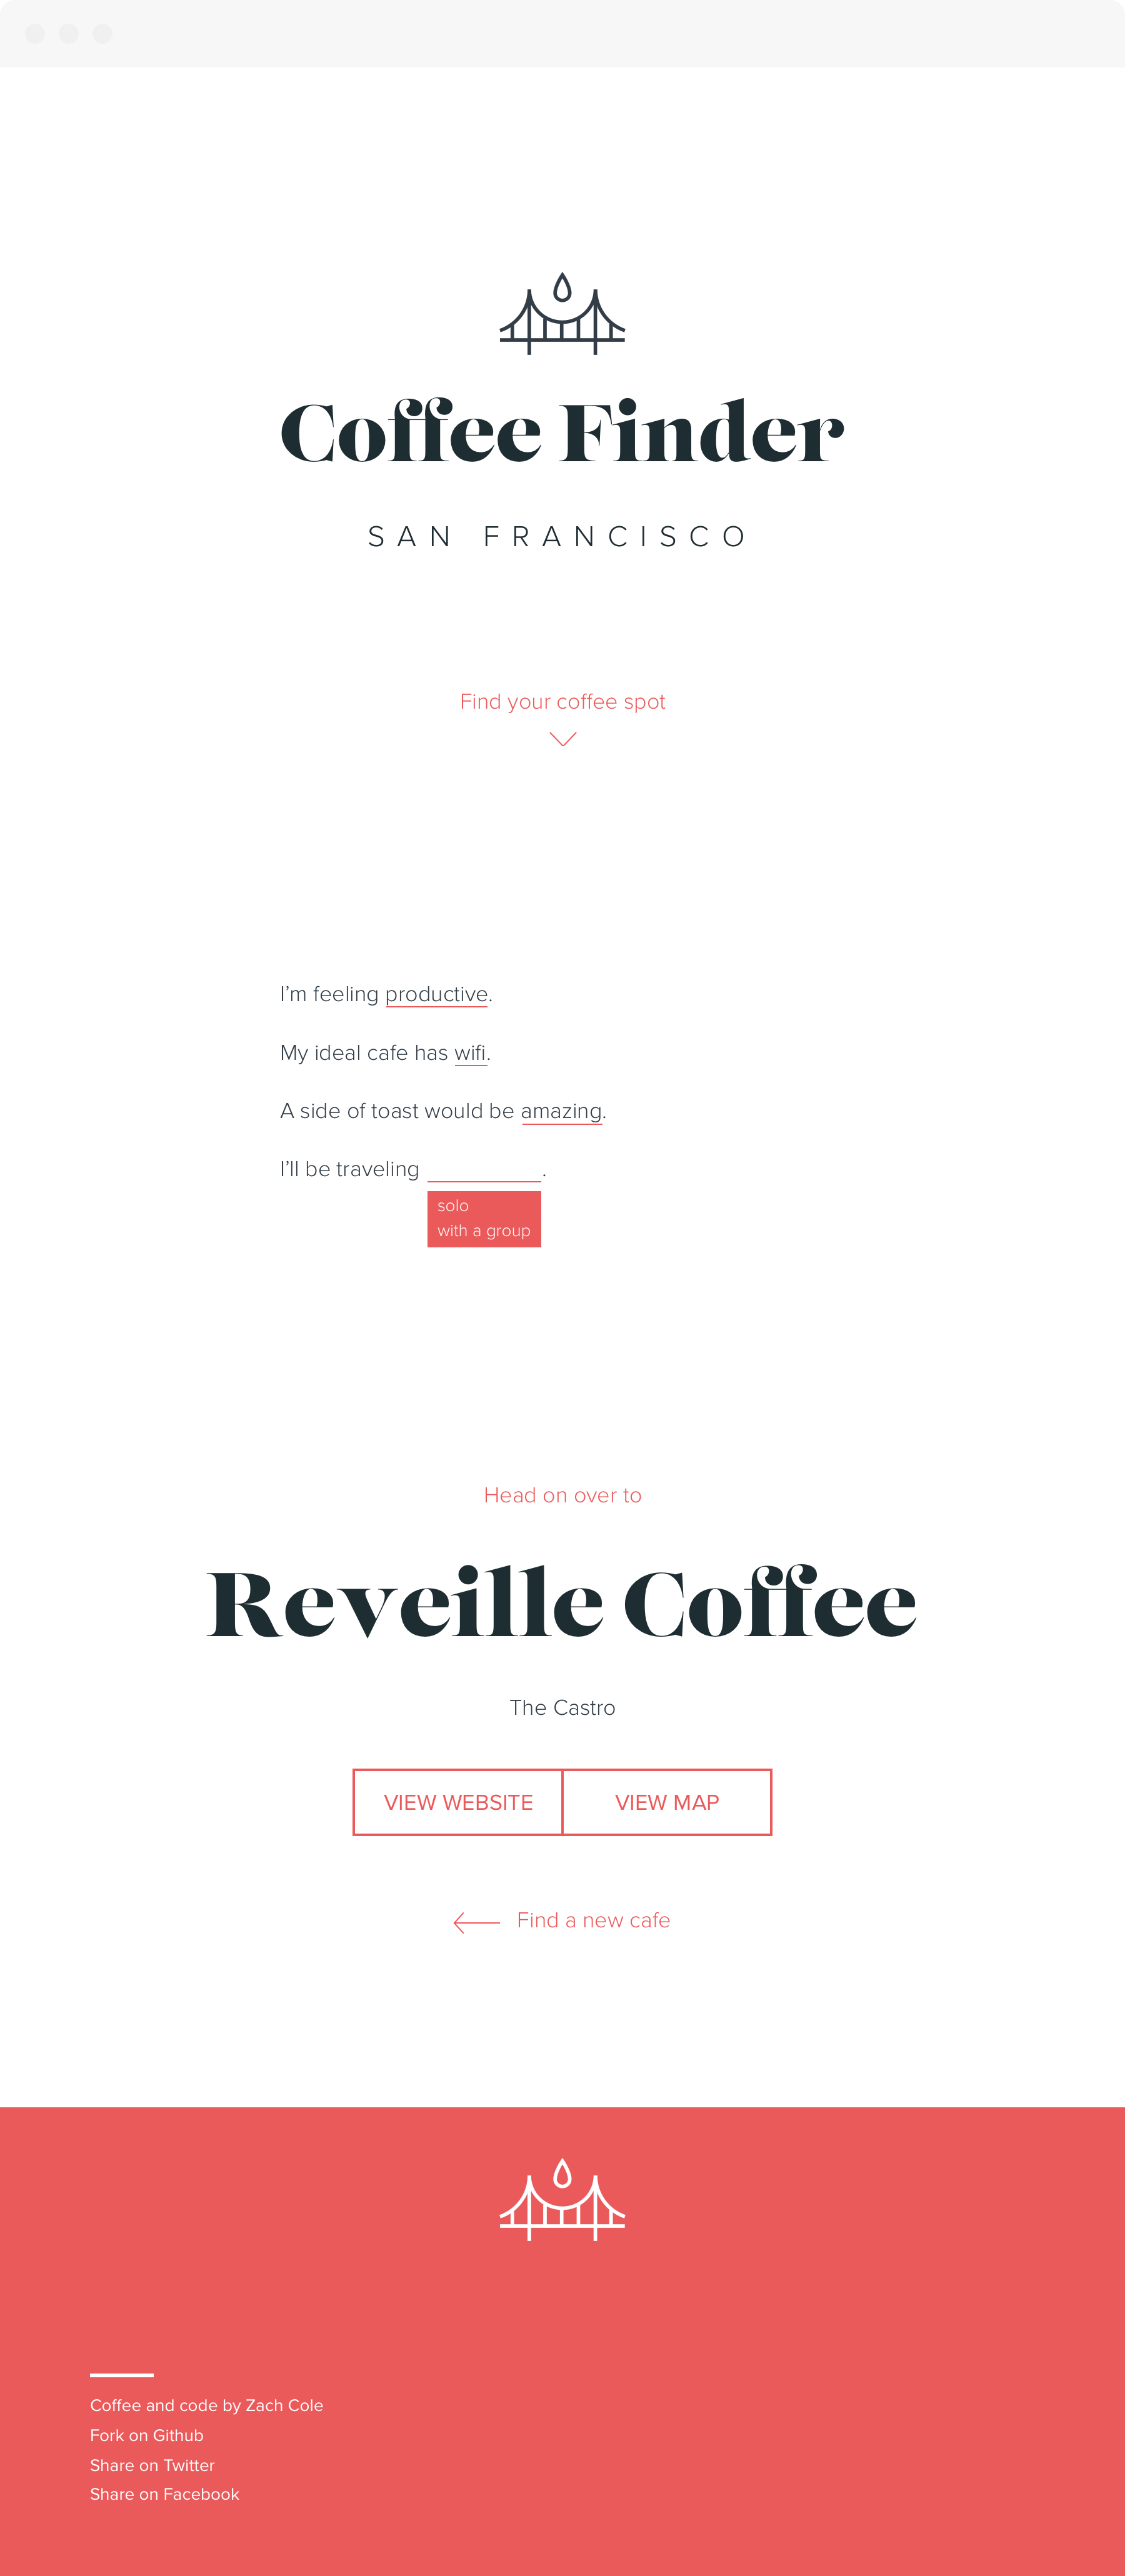 Coffee Finder
SAN FRANCISCO
Find your coffee spot
I’m feeling productive.
My ideal cafe has wifi.
A side of toast would be amazing.
I’ll be traveling .
solo
with a group
Head on over to
Reveille Coffee
The Castro
VIEW WEBSITE
VIEW MAP
Find a new cafe
Coffee and code by Zach Cole
Fork on Github
Share on Twitter
Share on Facebook